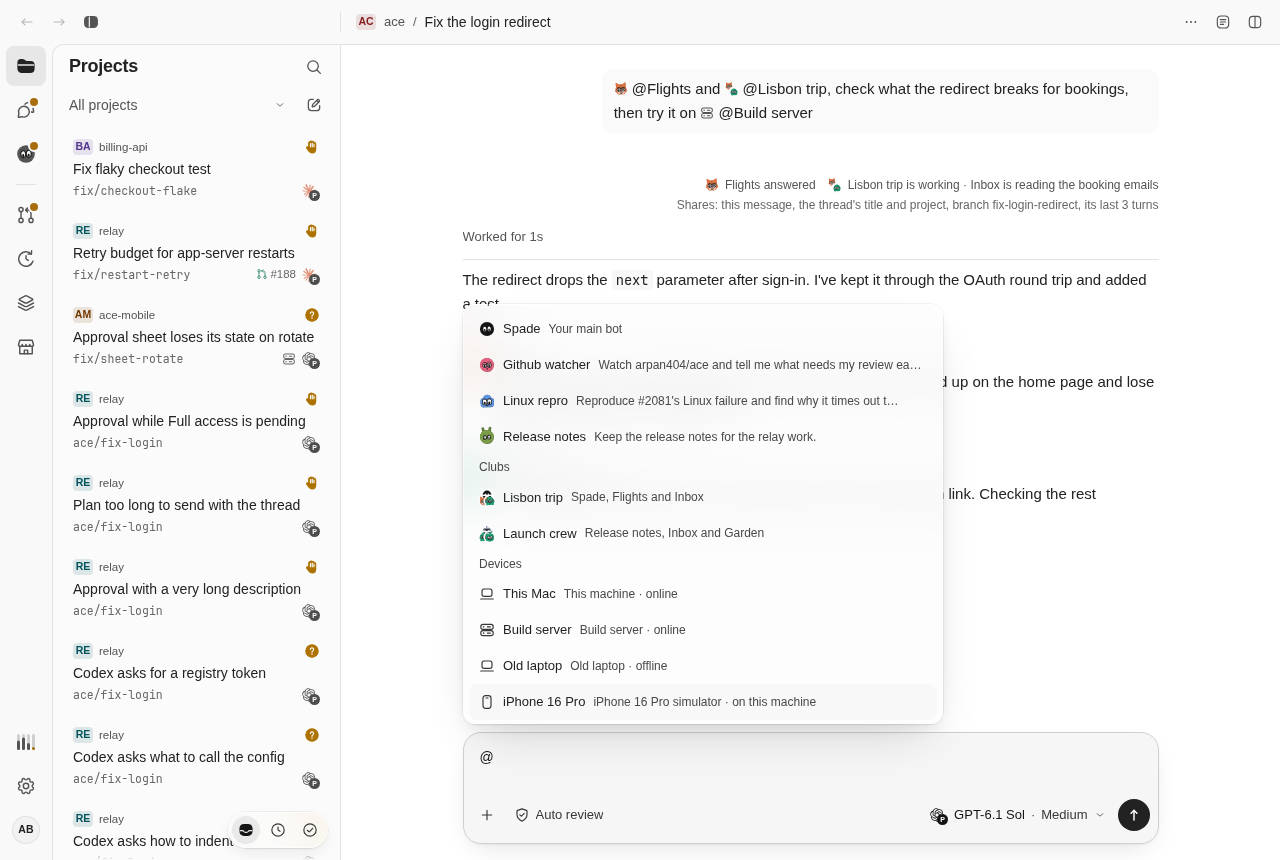 AC ace / Fix the login redirect
Projects
All projects
BA billing-api
Fix flaky checkout test
fix/checkout-flake
P
RE relay
Retry budget for app-server restarts
fix/restart-retry #188
P
AM ace-mobile
?
Approval sheet loses its state on rotate
fix/sheet-rotate
P
RE relay
Approval while Full access is pending
ace/fix-login
P
RE relay
Plan too long to send with the thread
ace/fix-login
P
RE relay
Approval with a very long description
ace/fix-login
P
RE relay
?
Codex asks for a registry token
ace/fix-login
P
RE relay
?
Codex asks what to call the config
ace/fix-login
P
RE relay
Codex asks how to indent
AB
@Flights and @Lisbon trip, check what the redirect breaks for bookings,
then try it on @Build server
Flights answered Lisbon trip is working · Inbox is reading the booking emails
Shares: this message, the thread's title and project, branch fix-login-redirect, its last 3 turns
Worked for 1s
The redirect drops the next parameter after sign-in. I've kept it through the OAuth round trip and added
a test
Spade Your main bot
Github watcher Watch arpan404/ace and tell me what needs my review ea…
d up on the home page and lose
Linux repro Reproduce #2081's Linux failure and find why it times out t…
Release notes Keep the release notes for the relay work.
Clubs
Lisbon trip Spade, Flights and Inbox
link. Checking the rest
Launch crew Release notes, Inbox and Garden
Devices
This Mac This machine · online
Build server Build server · online
Old laptop Old laptop · offline
iPhone 16 Pro iPhone 16 Pro simulator · on this machine
@
Auto review
P GPT-6.1 Sol · Medium